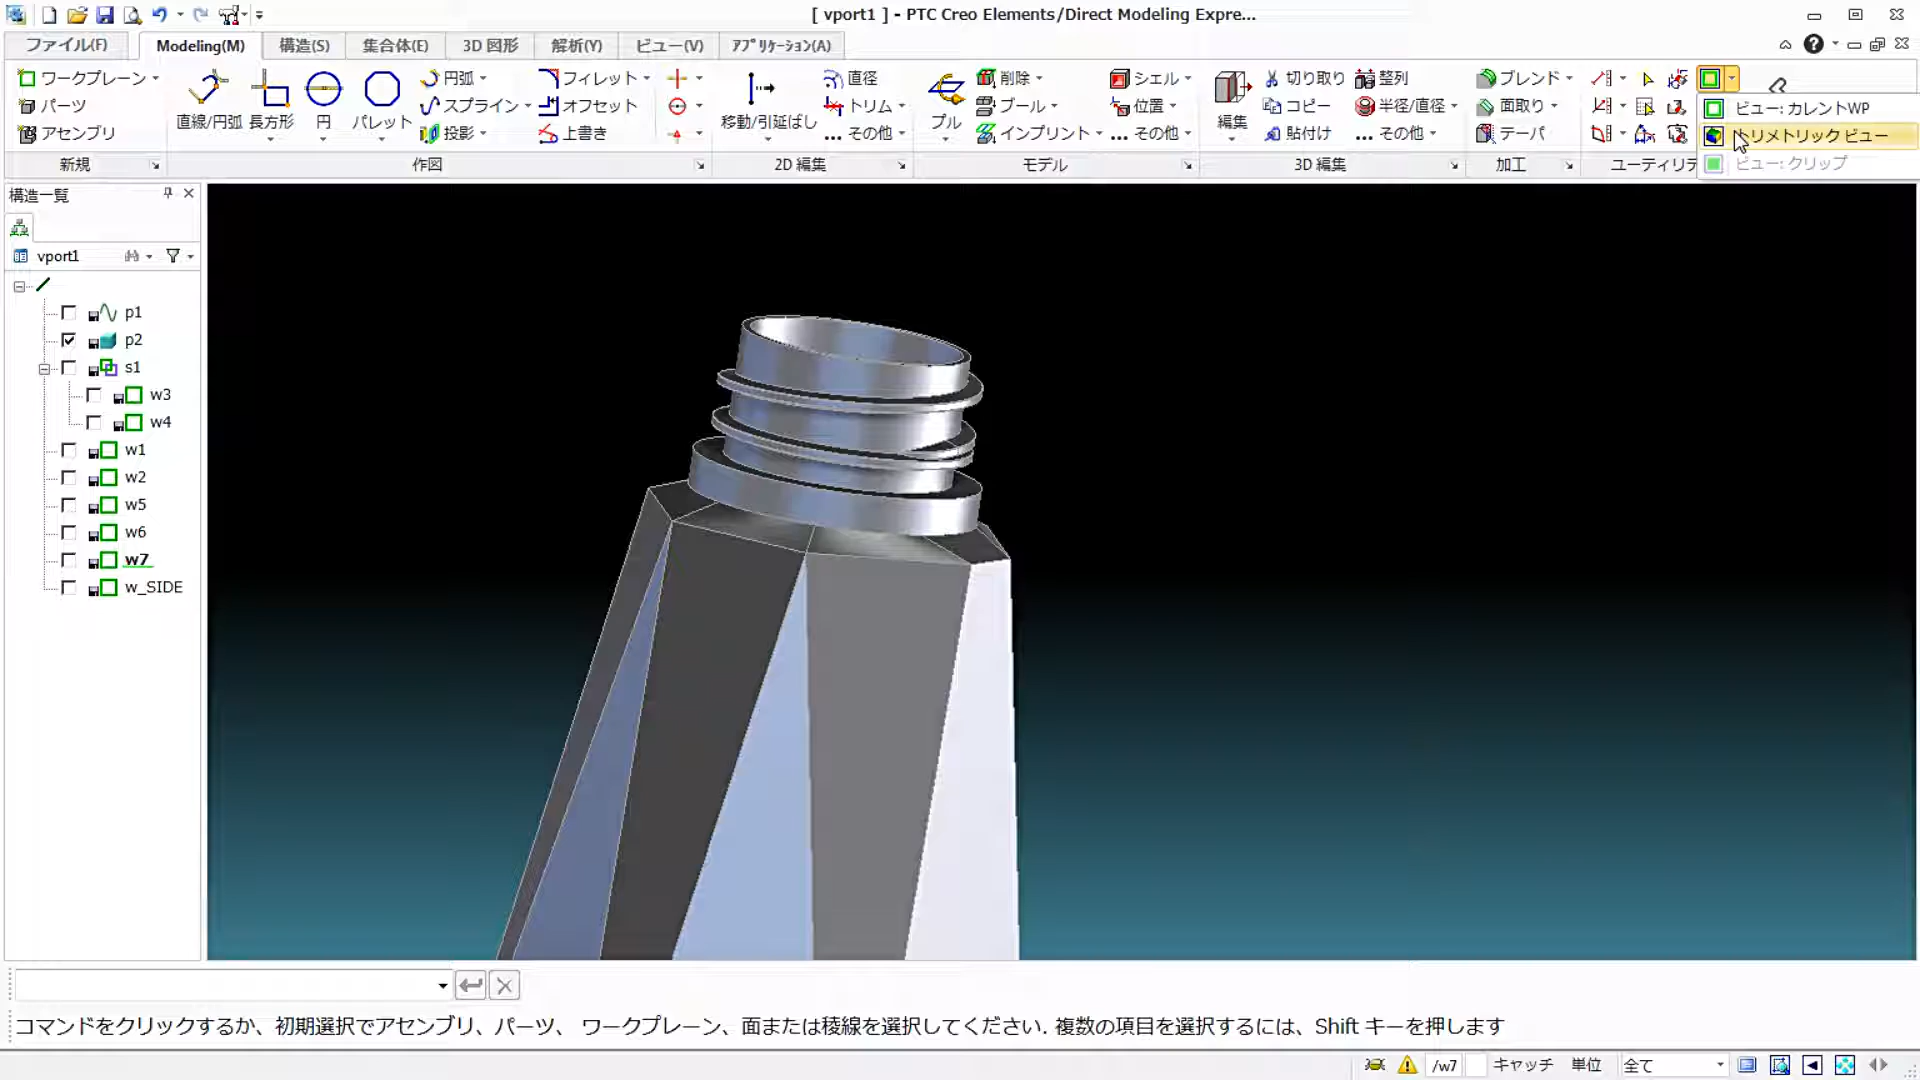 [ vport1 ] - PTC Creo Elements/Direct Modeling Expre...
ファイル(F) Modeling(M) 構造(S) 集合体(E) 3D 図形 解析(Y) ビュー(V) ｱﾌﾟﾘｹｰｼｮﾝ(A)
ワークプレーン
パーツ
アセンブリ
新規
直線/円弧 長方形 円 パレット
円弧 フィレット
スプライン オフセット
投影 上書き
作図
移動/引延ばし
直径
トリム
... その他
2D 編集
プル
削除 シェル
ブール 位置
インプリント ... その他
モデル
編集
切り取り 整列
コピー 半径/直径
貼付け ... その他
3D 編集
ブレンド
面取り
テーパ
加工
ユーティリテ
ビュー: カレントWP
トリメトリック ビュー
ビュー: クリップ
構造一覧
vport1
p1
p2
s1
w3
w4
w1
w2
w5
w6
w7
w_SIDE
コマンドをクリックするか、初期選択でアセンブリ、パーツ、 ワークプレーン、面または稜線を選択してください. 複数の項目を選択するには、Shift キーを押します
/w7 キャッチ 単位 全て